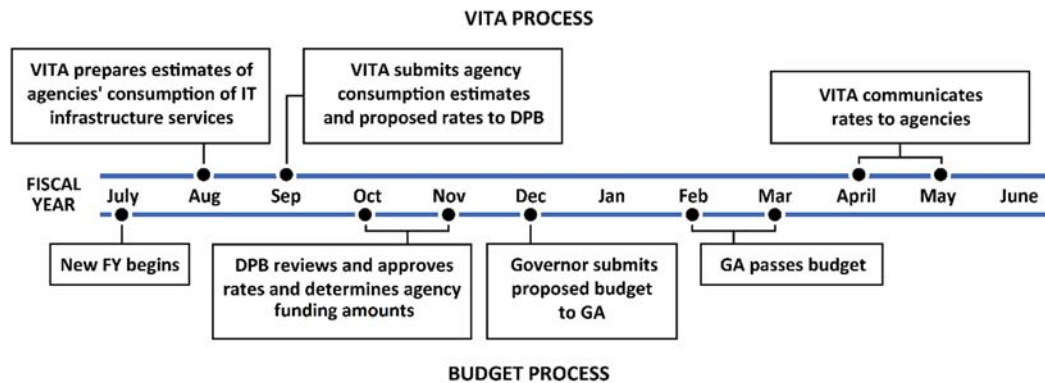 VITA PROCESS
VITA prepares estimates of
agencies' consumption of IT
infrastructure services
VITA submits agency
consumption estimates
and proposed rates to DPB
VITA communicates
rates to agencies
FISCAL
YEAR
July Aug Sep Oct Nov Dec Jan Feb Mar April May June
New FY begins
DPB reviews and approves
rates and determines agency
funding amounts
Governor submits
proposed budget
to GA
GA passes budget
BUDGET PROCESS